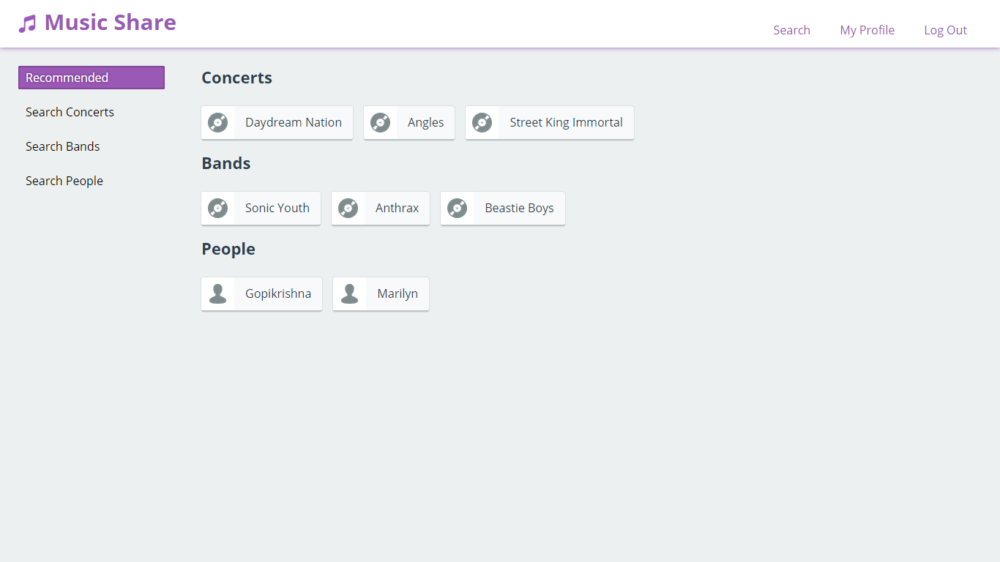 Music Share
Search My Profile Log Out
Recommended
Search Concerts
Search Bands
Search People
Concerts
Daydream Nation Angles Street King Immortal
Bands
Sonic Youth Anthrax Beastie Boys
People
Gopikrishna Marilyn